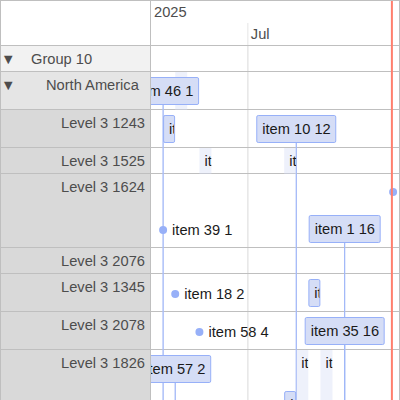 2025
Jul
▼ Group 10
▼ North America
m 46 1
Level 3 1243
it
item 10 12
Level 3 1525
it
it
Level 3 1624
item 39 1
item 1 16
Level 3 2076
Level 3 1345
item 18 2
it
Level 3 2078
item 58 4
item 35 16
Level 3 1826
it
it
em 57 2